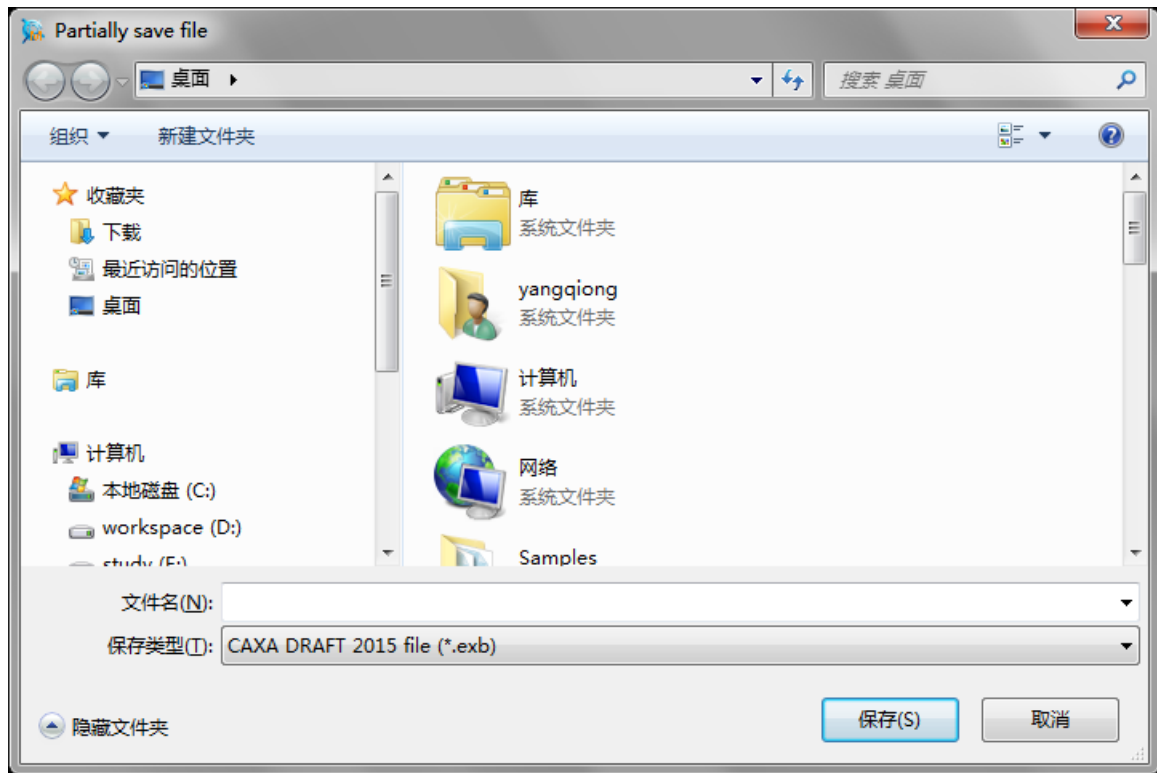 Partially save file
桌面
搜索 桌面
组织
新建文件夹
收藏夹
下载
最近访问的位置
桌面
库
计算机
本地磁盘 (C:)
workspace (D:)
study (E:)
库
系统文件夹
yangqiong
系统文件夹
计算机
系统文件夹
网络
系统文件夹
Samples
文件名(N):
保存类型(T): CAXA DRAFT 2015 file (*.exb)
隐藏文件夹
保存(S)
取消